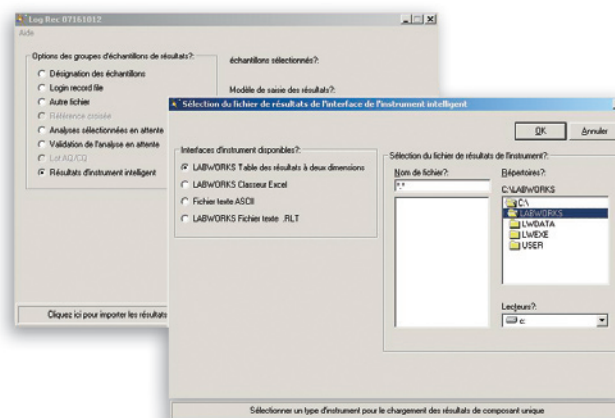 Log Rec 07161012
Aide
Options des groupes d'échantillons de résultats?:
Désignation des échantillons
Login record file
Autre fichier
Référence croisée
Analyses sélectionnées en attente
Validation de l'analyse en attente
Lot AQ/CQ
Résultats d'instrument intelligent
échantillons sélectionnés?:
Modèle de saisie des résultats?:
Cliquez ici pour importer les résultats
Sélection du fichier de résultats de l'interface de l'instrument intelligent
OK
Annuler
Interfaces d'instrument disponibles?:
LABWORKS Table des résultats à deux dimensions
LABWORKS Classeur Excel
Fichier texte ASCII
LABWORKS Fichier texte .RLT
Sélection du fichier de résultats de l'instrument?:
Nom de fichier?:
*.*
Répertoires?:
C:\LABWORKS
C:\
LABWORKS
LWDATA
LWEXE
USER
Lecteurs?:
c:
Sélectionner un type d'instrument pour le chargement des résultats de composant unique